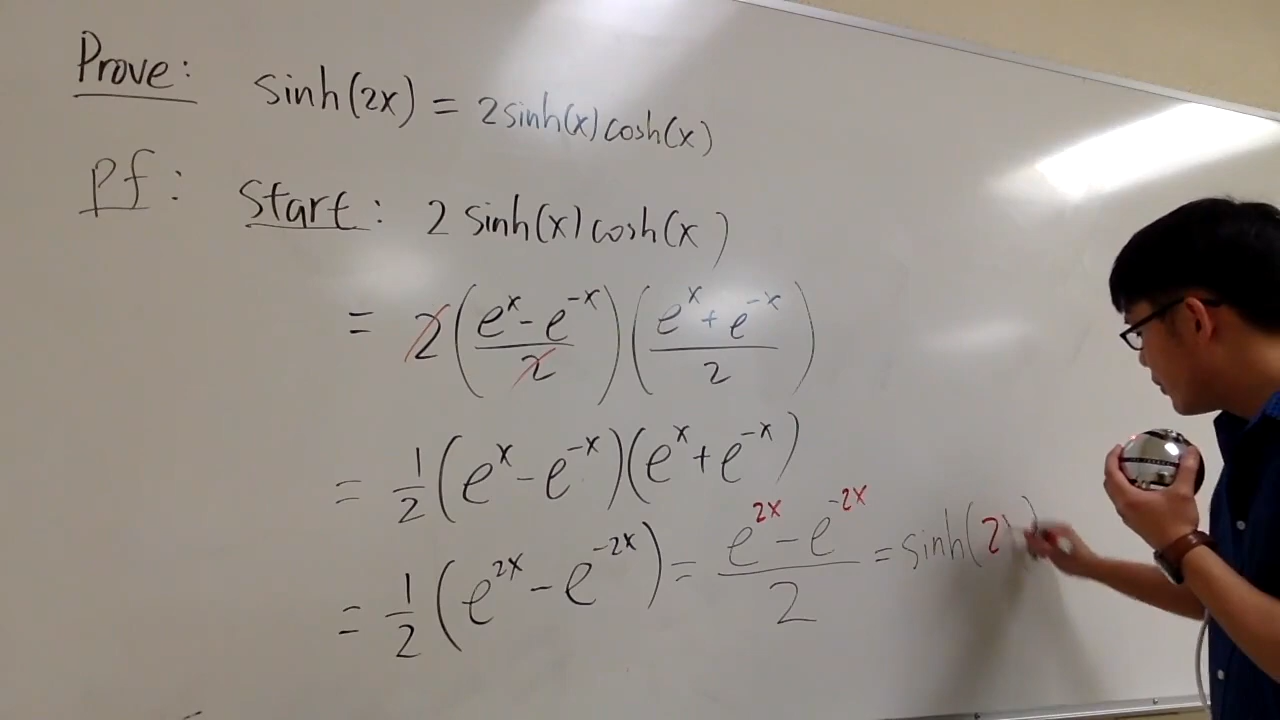 Prove: sinh(2x) = 2sinh(x)cosh(x)
pf: Start: 2 sinh(x)cosh(x)
= 2((e^x - e^-x)/2)((e^x + e^-x)/2)
= 1/2 (e^x - e^-x)(e^x + e^-x)
= 1/2 (e^2x - e^-2x) = (e^2x - e^-2x)/2 = sinh(2x)